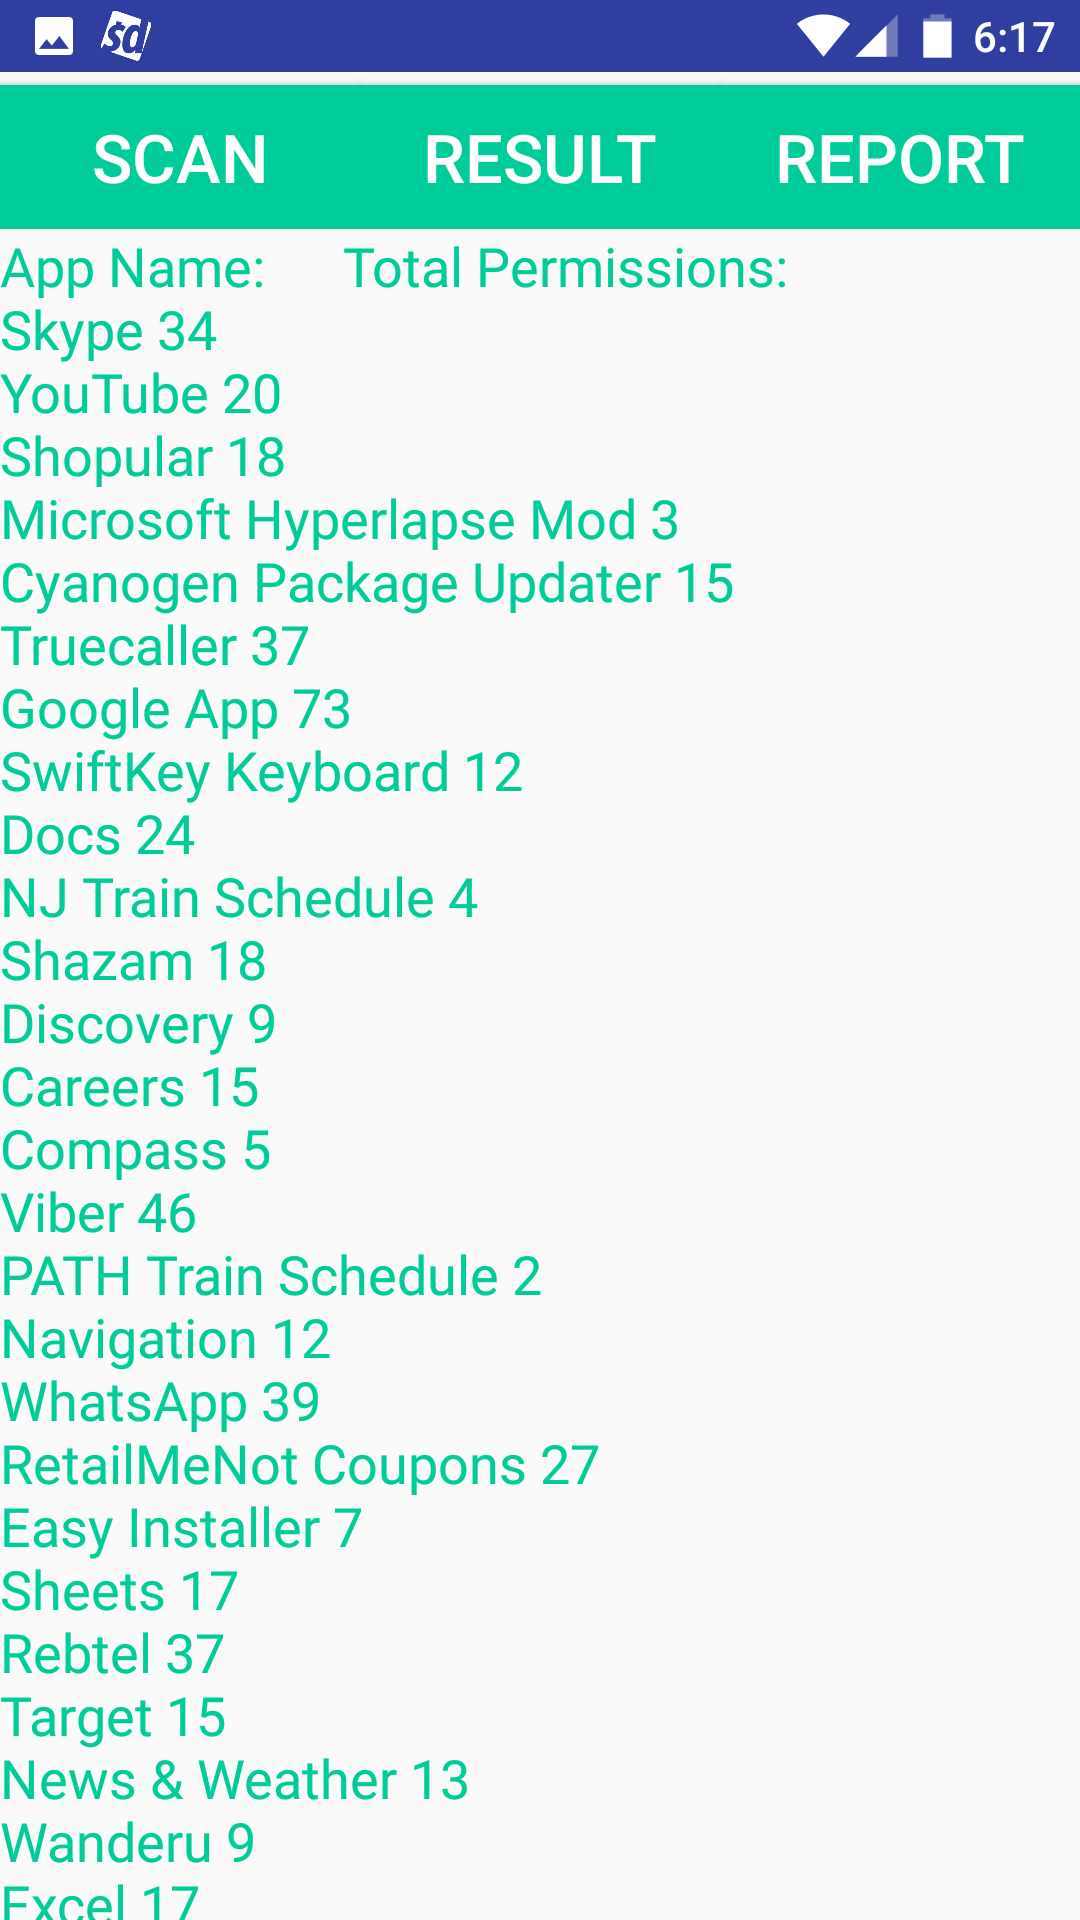 sd 6:17
SCAN RESULT REPORT
App Name: Total Permissions:
Skype 34
YouTube 20
Shopular 18
Microsoft Hyperlapse Mod 3
Cyanogen Package Updater 15
Truecaller 37
Google App 73
SwiftKey Keyboard 12
Docs 24
NJ Train Schedule 4
Shazam 18
Discovery 9
Careers 15
Compass 5
Viber 46
PATH Train Schedule 2
Navigation 12
WhatsApp 39
RetailMeNot Coupons 27
Easy Installer 7
Sheets 17
Rebtel 37
Target 15
News & Weather 13
Wanderu 9
Excel 17